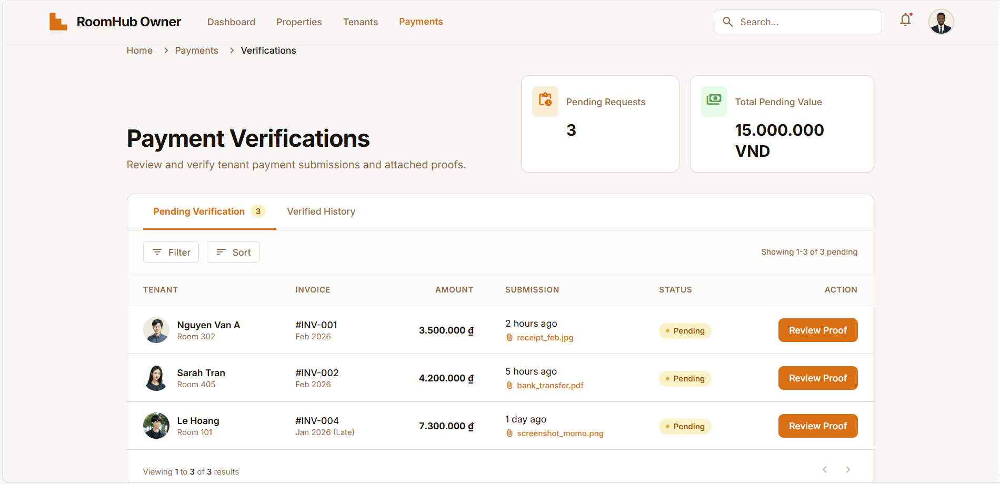 RoomHub Owner
Dashboard
Properties
Tenants
Payments
Search...
Home > Payments > Verifications
Payment Verifications
Review and verify tenant payment submissions and attached proofs.
Pending Requests
3
Total Pending Value
15.000.000
VND
Pending Verification 3
Verified History
Filter
Sort
Showing 1-3 of 3 pending
TENANT INVOICE AMOUNT SUBMISSION STATUS ACTION
Nguyen Van A
Room 302
#INV-001
Feb 2026
3.500.000 ₫
2 hours ago
receipt_feb.jpg
Pending
Review Proof
Sarah Tran
Room 405
#INV-002
Feb 2026
4.200.000 ₫
5 hours ago
bank_transfer.pdf
Pending
Review Proof
Le Hoang
Room 101
#INV-004
Jan 2026 (Late)
7.300.000 ₫
1 day ago
screenshot_momo.png
Pending
Review Proof
Viewing 1 to 3 of 3 results